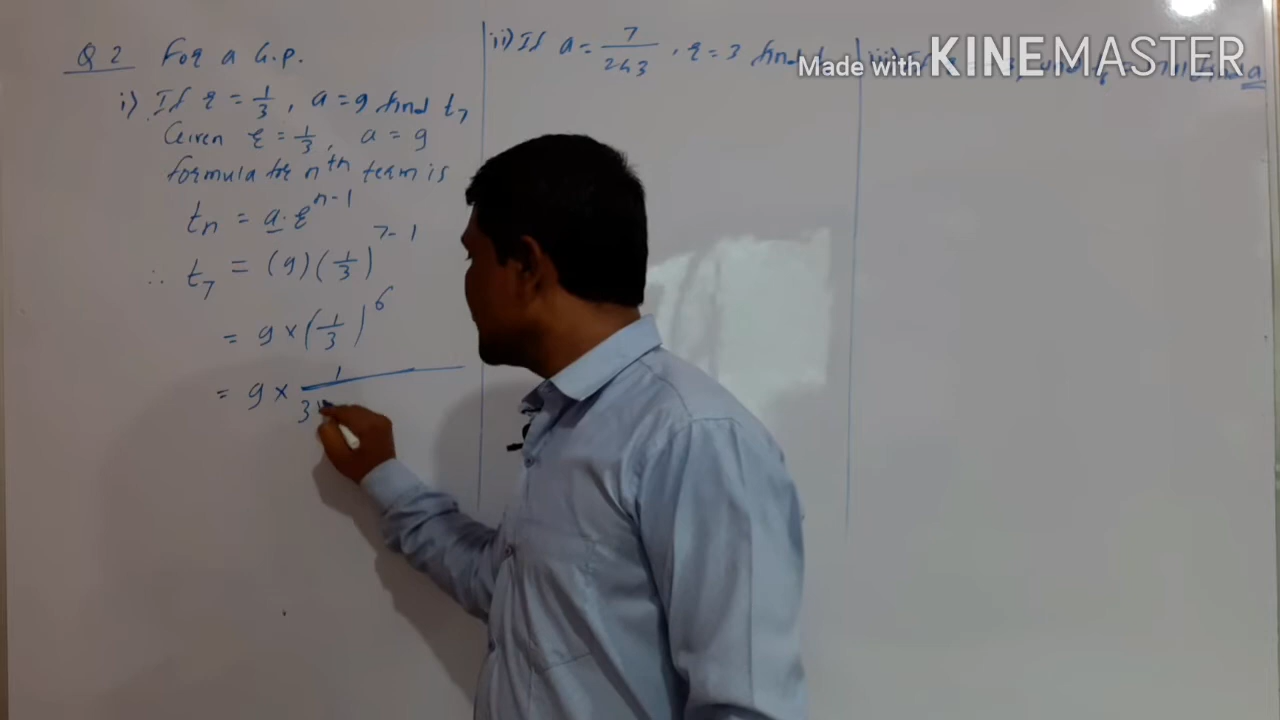 Q 2 For a G.P.
i) If r = 1/3, a = 9 find t7
Given r = 1/3, a = 9
formula for nth term is
tn = a. r^n-1
∴ t7 = (9)(1/3)^7-1
= 9 × (1/3)^6
= 9 × 1/3
ii) If a = 7/243, r = 3 find
Made with KINEMASTER
a